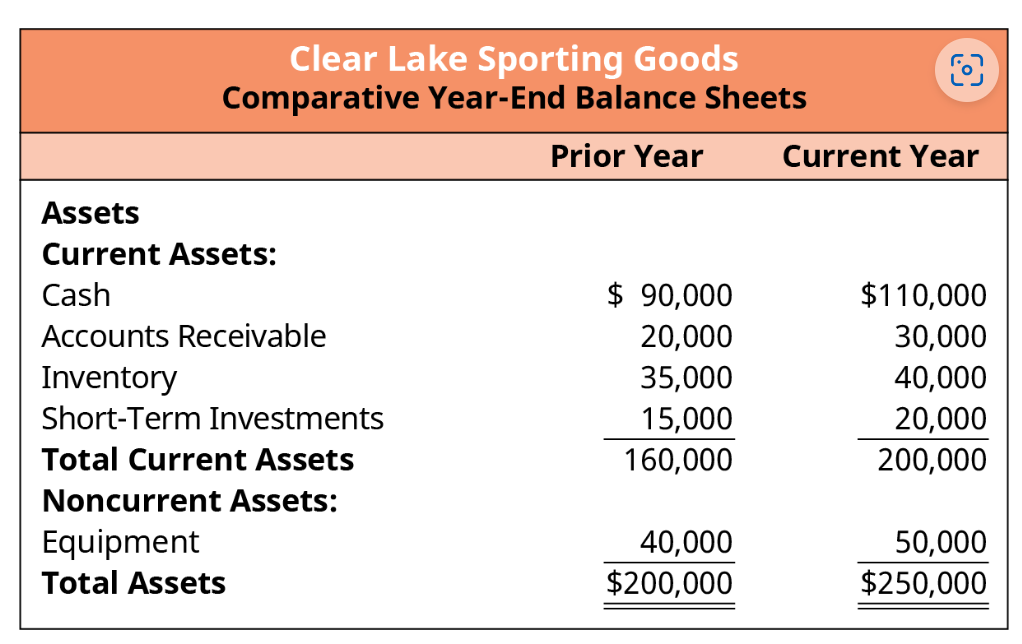 Clear Lake Sporting Goods
Comparative Year-End Balance Sheets
Prior Year Current Year
Assets
Current Assets:
Cash $ 90,000 $110,000
Accounts Receivable 20,000 30,000
Inventory 35,000 40,000
Short-Term Investments 15,000 20,000
Total Current Assets 160,000 200,000
Noncurrent Assets:
Equipment 40,000 50,000
Total Assets $200,000 $250,000